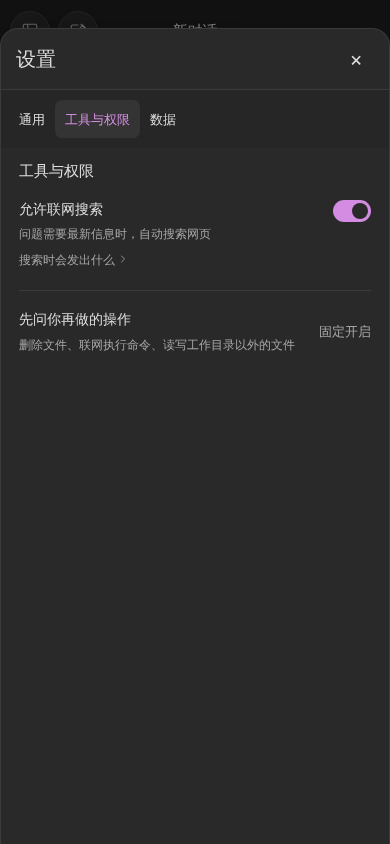 新对话
设置
通用
工具与权限
数据
工具与权限
允许联网搜索
问题需要最新信息时，自动搜索网页
搜索时会发出什么
先问你再做的操作
固定开启
删除文件、联网执行命令、读写工作目录以外的文件